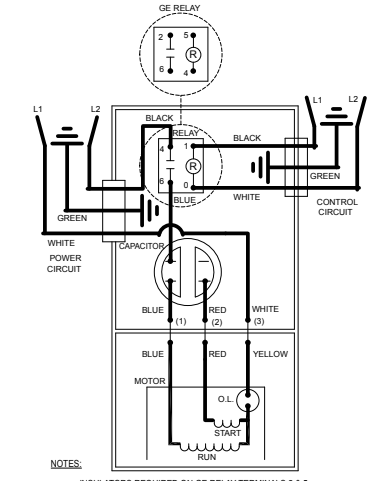 GE RELAY
2 5
R
6 4
L1 L2
L1 L2
BLACK
RELAY
BLACK
4 1
R
6 0
GREEN
BLUE
WHITE
GREEN
CONTROL
CIRCUIT
WHITE
CAPACITOR
POWER
CIRCUIT
BLUE RED WHITE
(1) (2) (3)
BLUE RED YELLOW
MOTOR
O.L.
START
RUN
NOTES: